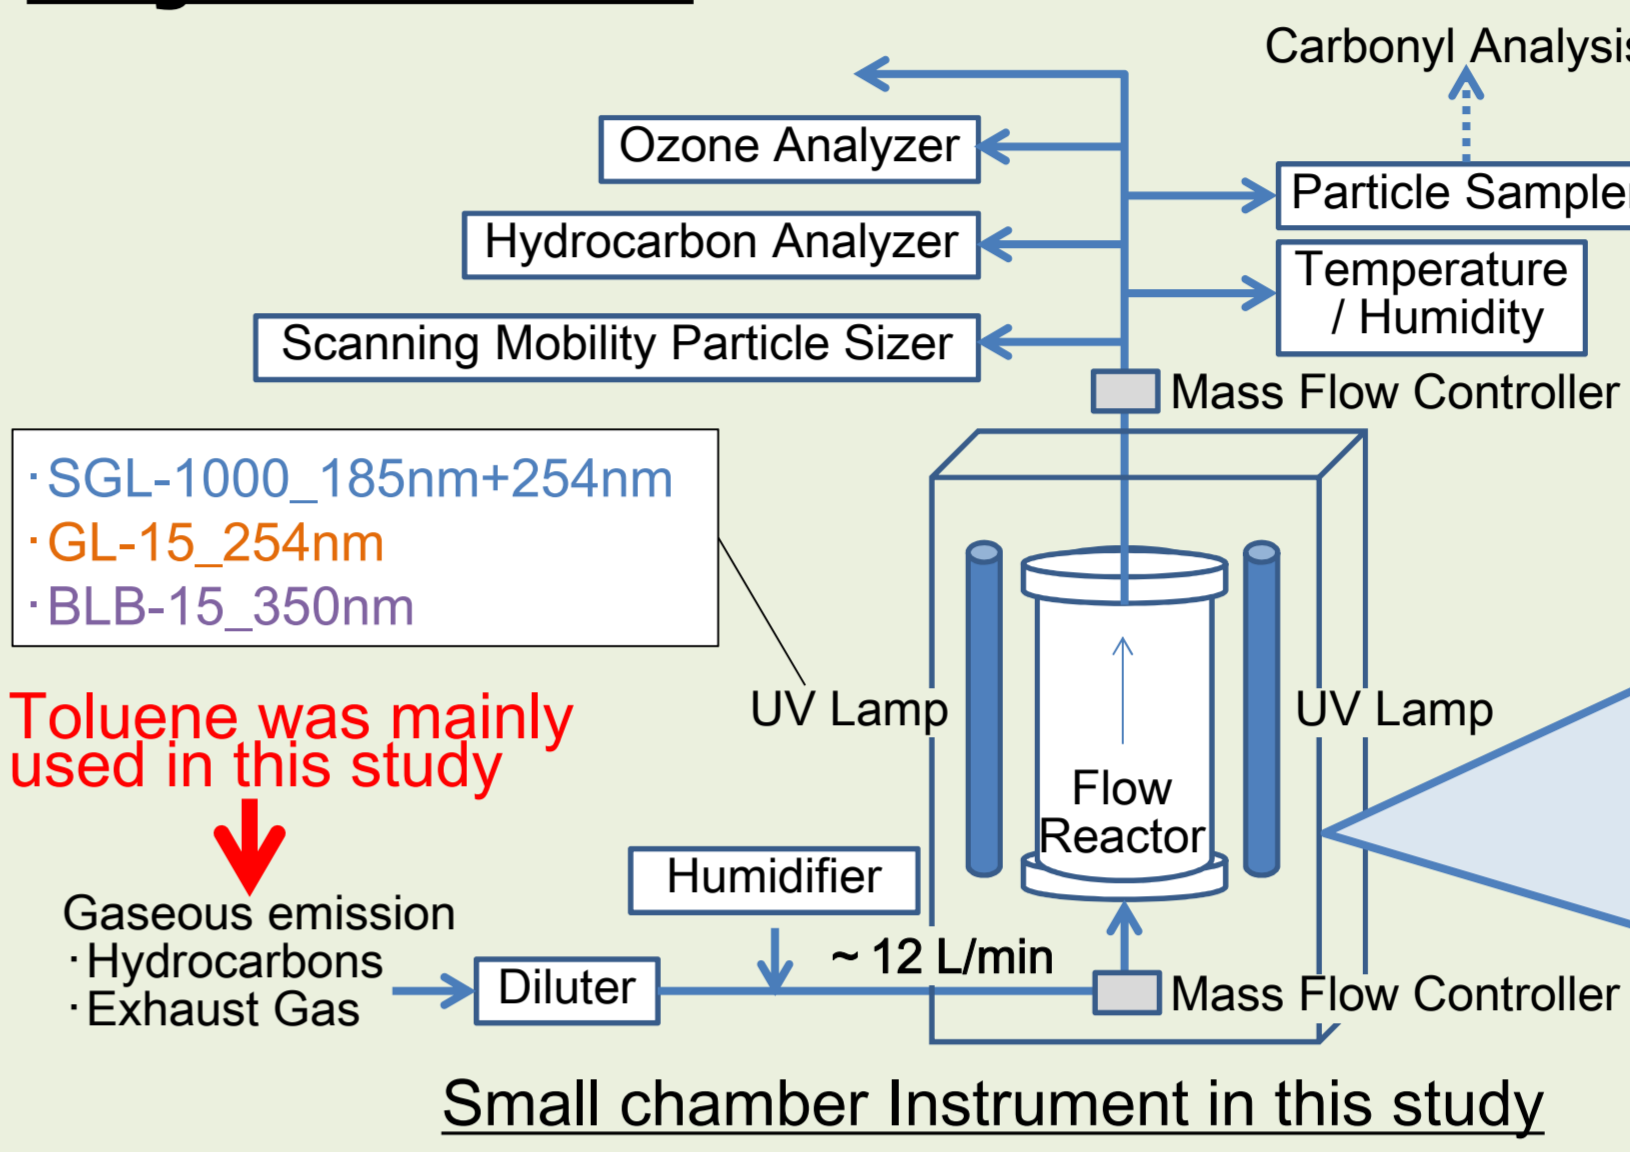 Carbonyl Analysis
Ozone Analyzer
Particle Sampler
Hydrocarbon Analyzer
Temperature
/ Humidity
Scanning Mobility Particle Sizer
Mass Flow Controller
·SGL-1000_185nm+254nm
·GL-15_254nm
·BLB-15_350nm
UV Lamp
UV Lamp
Toluene was mainly
used in this study
Flow
Reactor
Humidifier
Gaseous emission
·Hydrocarbons
·Exhaust Gas
~ 12 L/min
Diluter
Mass Flow Controller
Small chamber Instrument in this study